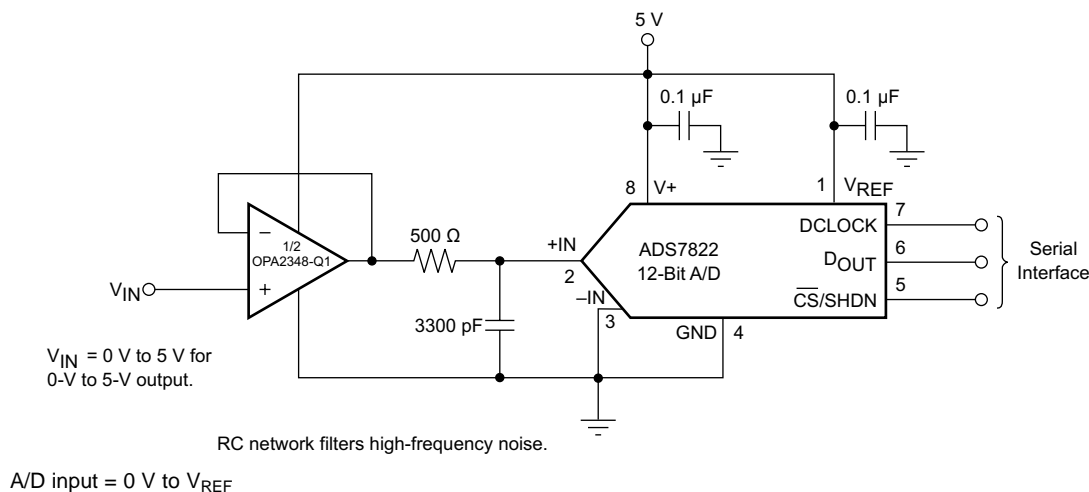 5 V
0.1 µF
0.1 µF
8
V+
1
VREF
7
DCLOCK
−
1/2
OPA2348-Q1
+
500 Ω
+IN
2
ADS7822
12-Bit A/D
DOUT
6
Serial
Interface
VIN
–IN
3
CS/SHDN
5
3300 pF
GND
4
VIN = 0 V to 5 V for
0-V to 5-V output.
RC network filters high-frequency noise.
A/D input = 0 V to VREF